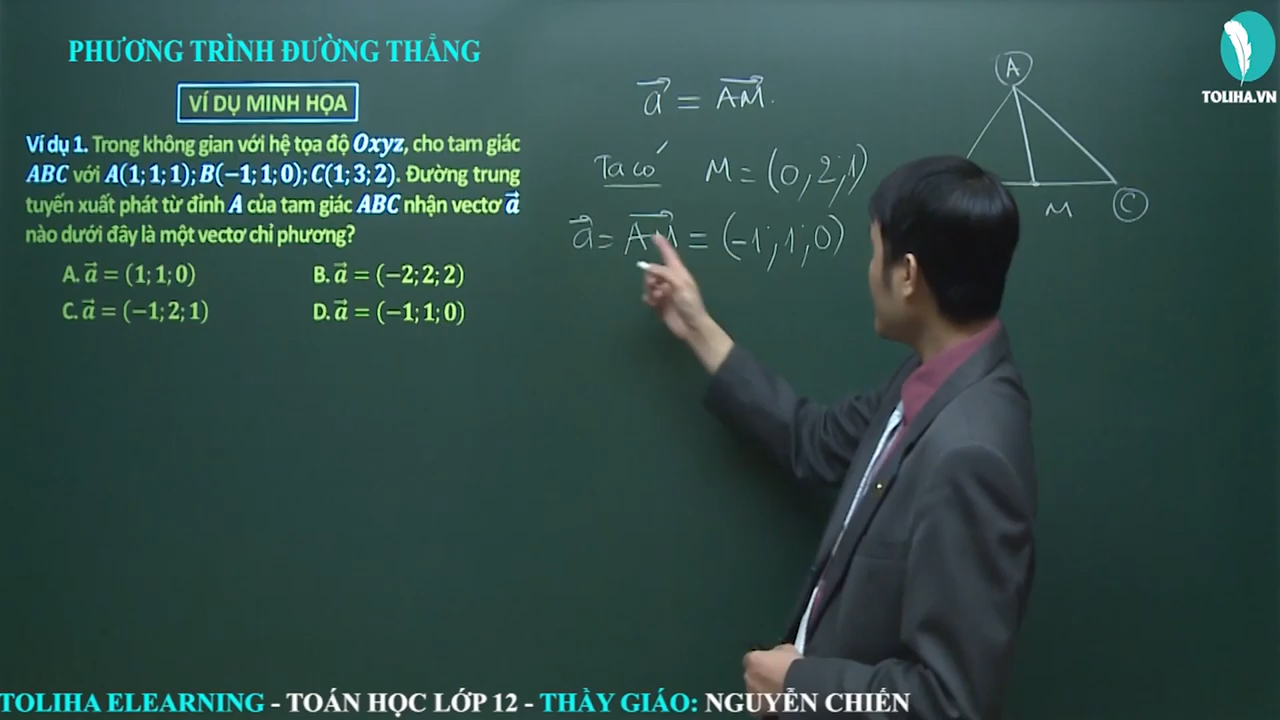 PHƯƠNG TRÌNH ĐƯỜNG THẲNG
VÍ DỤ MINH HỌA
Ví dụ 1. Trong không gian với hệ tọa độ Oxyz, cho tam giác
ABC với A(1; 1; 1); B(−1; 1; 0); C(1; 3; 2). Đường trung
tuyến xuất phát từ đỉnh A của tam giác ABC nhận vectơ a⃗
nào dưới đây là một vectơ chỉ phương?
A. a⃗ = (1; 1; 0) B. a⃗ = (−2; 2; 2)
C. a⃗ = (−1; 2; 1) D. a⃗ = (−1; 1; 0)
a⃗ = AM⃗.
Ta có M = (0; 2; 1)
a⃗ = AM⃗ = (-1; 1; 0)
A
M
C
TOLIHA.VN
TOLIHA ELEARNING - TOÁN HỌC LỚP 12 - THẦY GIÁO: NGUYỄN CHIẾN